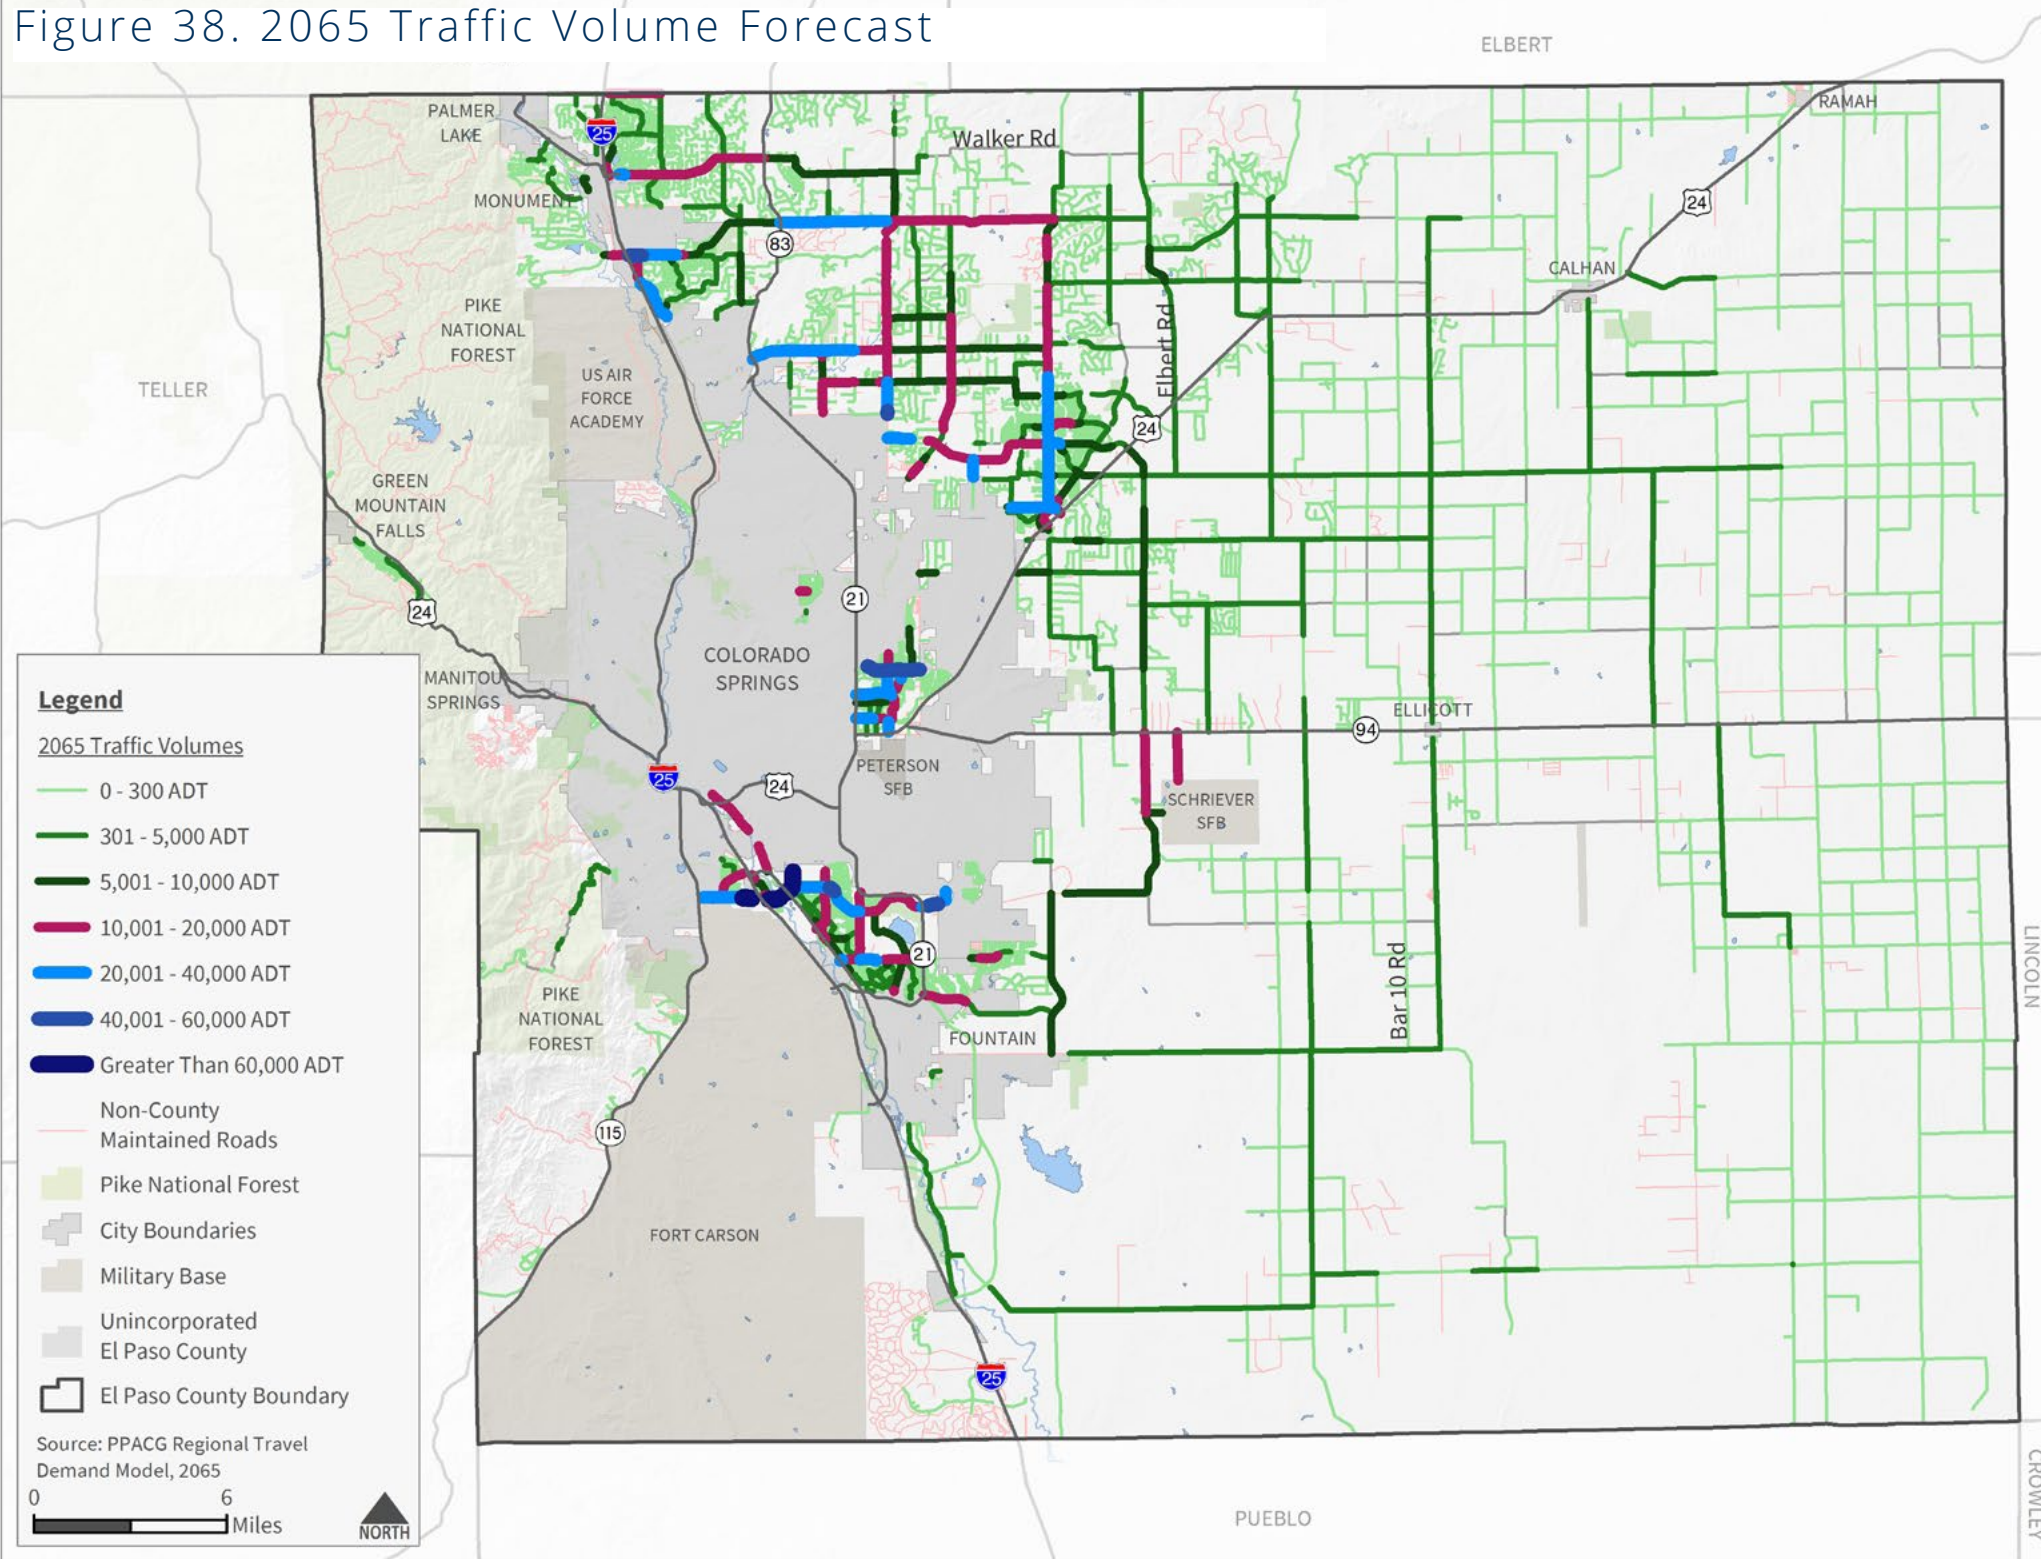 Figure 38. 2065 Traffic Volume Forecast
ELBERT
PALMER
LAKE
25
Walker Rd
RAMAH
MONUMENT
24
83
CALHAN
PIKE
NATIONAL
FOREST
Elbert Rd
TELLER
US AIR
FORCE
ACADEMY
24
GREEN
MOUNTAIN
FALLS
24
21
COLORADO
SPRINGS
MANITOU
SPRINGS
ELLICOTT
94
25
24
PETERSON
SFB
SCHRIEVER
SFB
21
PIKE
NATIONAL
FOREST
FOUNTAIN
Bar 10 Rd
LINCOLN
115
FORT CARSON
25
PUEBLO
CROWLEY
Legend
2065 Traffic Volumes
0 - 300 ADT
301 - 5,000 ADT
5,001 - 10,000 ADT
10,001 - 20,000 ADT
20,001 - 40,000 ADT
40,001 - 60,000 ADT
Greater Than 60,000 ADT
Non-County
Maintained Roads
Pike National Forest
City Boundaries
Military Base
Unincorporated
El Paso County
El Paso County Boundary
Source: PPACG Regional Travel
Demand Model, 2065
0 6
Miles
NORTH